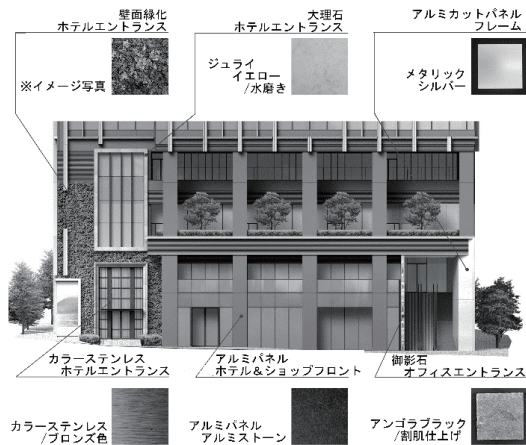 壁面緑化
ホテルエントランス
※イメージ写真
大理石
ホテルエントランス
ジュライ
イエロー
/水磨き
アルミカットパネル
フレーム
メタリック
シルバー
カラーステンレス
ホテルエントランス
カラーステンレス
/ブロンズ色
アルミパネル
ホテル&ショップフロント
アルミパネル
アルミストーン
御影石
オフィスエントランス
アンゴラブラック
/割肌仕上げ